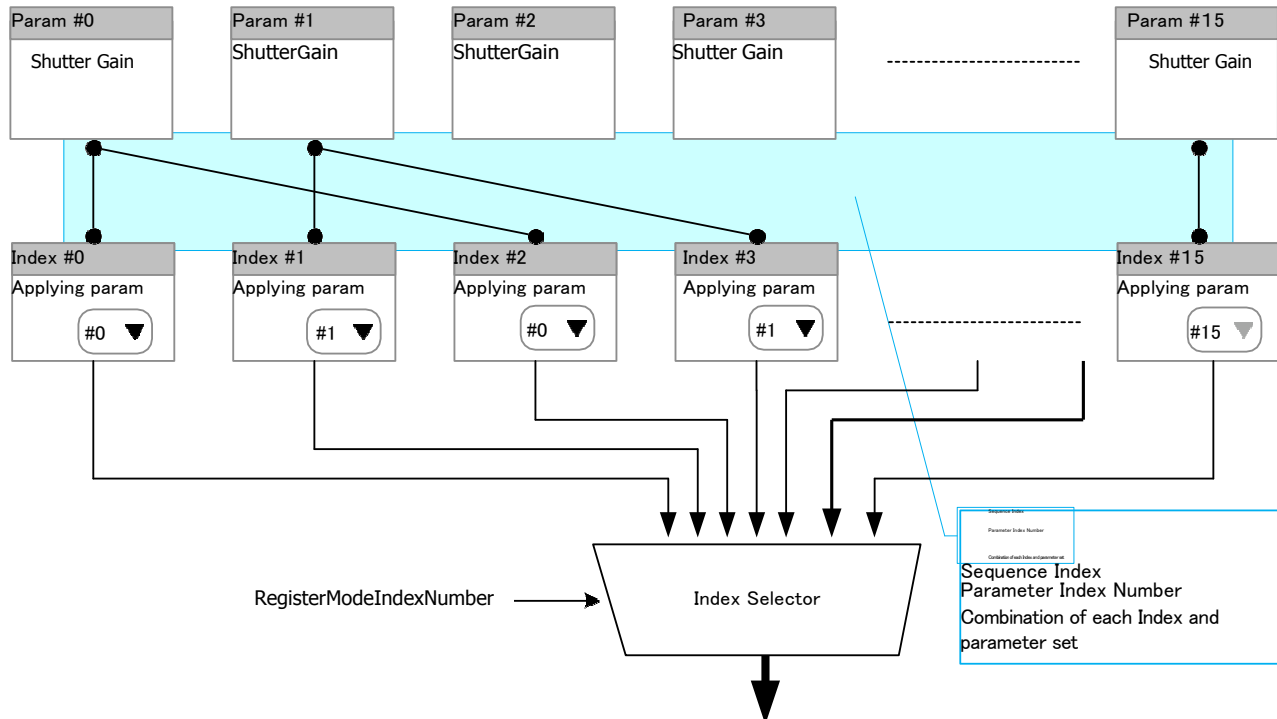 Param #0
Param #1
Param #2
Param #3
Param #15
Shutter Gain
ShutterGain
ShutterGain
Shutter Gain
Shutter Gain
Index #0
Index #1
Index #2
Index #3
Index #15
Applying param
Applying param
Applying param
Applying param
Applying param
#0
#1
#0
#1
#15
Sequence Index
Parameter Index Number
Combination of each Index and parameter set
Sequence Index
Parameter Index Number
Combination of each Index and
parameter set
RegisterModeIndexNumber
Index Selector